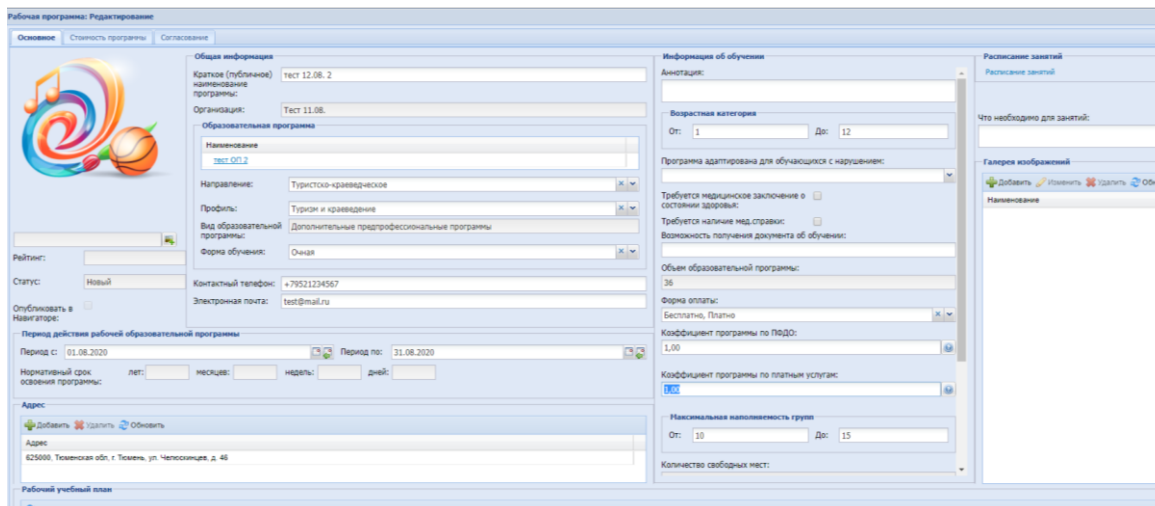 Рабочая программа: Редактирование
Основное Стоимость программы Согласование
Общая информация
Краткое (публичное) наименование программы: тест 12.08. 2
Организация: Тест 11.08.
Образовательная программа
Наименование
тест ОП 2
Направление: Туристско-краеведческое
Профиль: Туризм и краеведение
Вид образовательной программы: Дополнительные предпрофессиональные программы
Форма обучения: Очная
Контактный телефон: +79521234567
Электронная почта: test@mail.ru
Рейтинг:
Статус: Новый
Опубликовать в Навигаторе:
Период действия рабочей образовательной программы
Период с: 01.08.2020 Период по: 31.08.2020
Нормативный срок освоения программы: лет: месяцев: недель: дней:
Адрес
Добавить Удалить Обновить
Адрес
625000, Тюменская обл, г. Тюмень, ул. Челюскинцев, д. 46
Рабочий учебный план
Информация об обучении
Аннотация:
Возрастная категория
От: 1 До: 12
Программа адаптирована для обучающихся с нарушением:
Требуется медицинское заключение о состоянии здоровья:
Требуется наличие мед.справки:
Возможность получения документа об обучении:
Объем образовательной программы:
36
Форма оплаты:
Бесплатно, Платно
Коэффициент программы по ПФДО:
1,00
Коэффициент программы по платным услугам:
1,00
Максимальная наполняемость групп
От: 10 До: 15
Количество свободных мест:
Расписание занятий
Расписание занятий
Что необходимо для занятий:
Галерея изображений
Добавить Изменить Удалить
Наименование